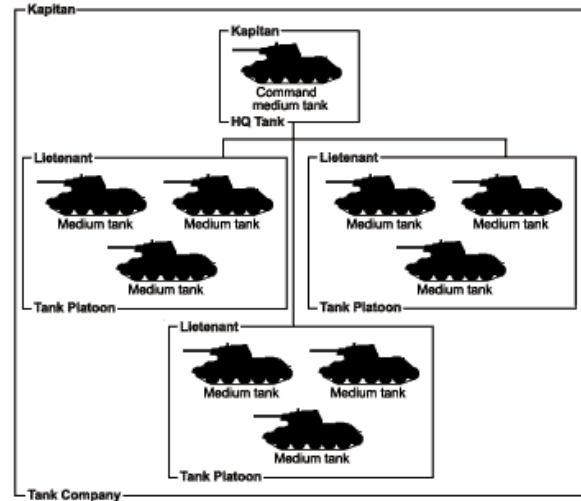 Kapitan
Kapitan
Command
medium tank
HQ Tank
Lietenant
Medium tank
Medium tank
Medium tank
Tank Platoon
Lietenant
Medium tank
Medium tank
Medium tank
Tank Platoon
Lietenant
Medium tank
Medium tank
Medium tank
Tank Platoon
Tank Company